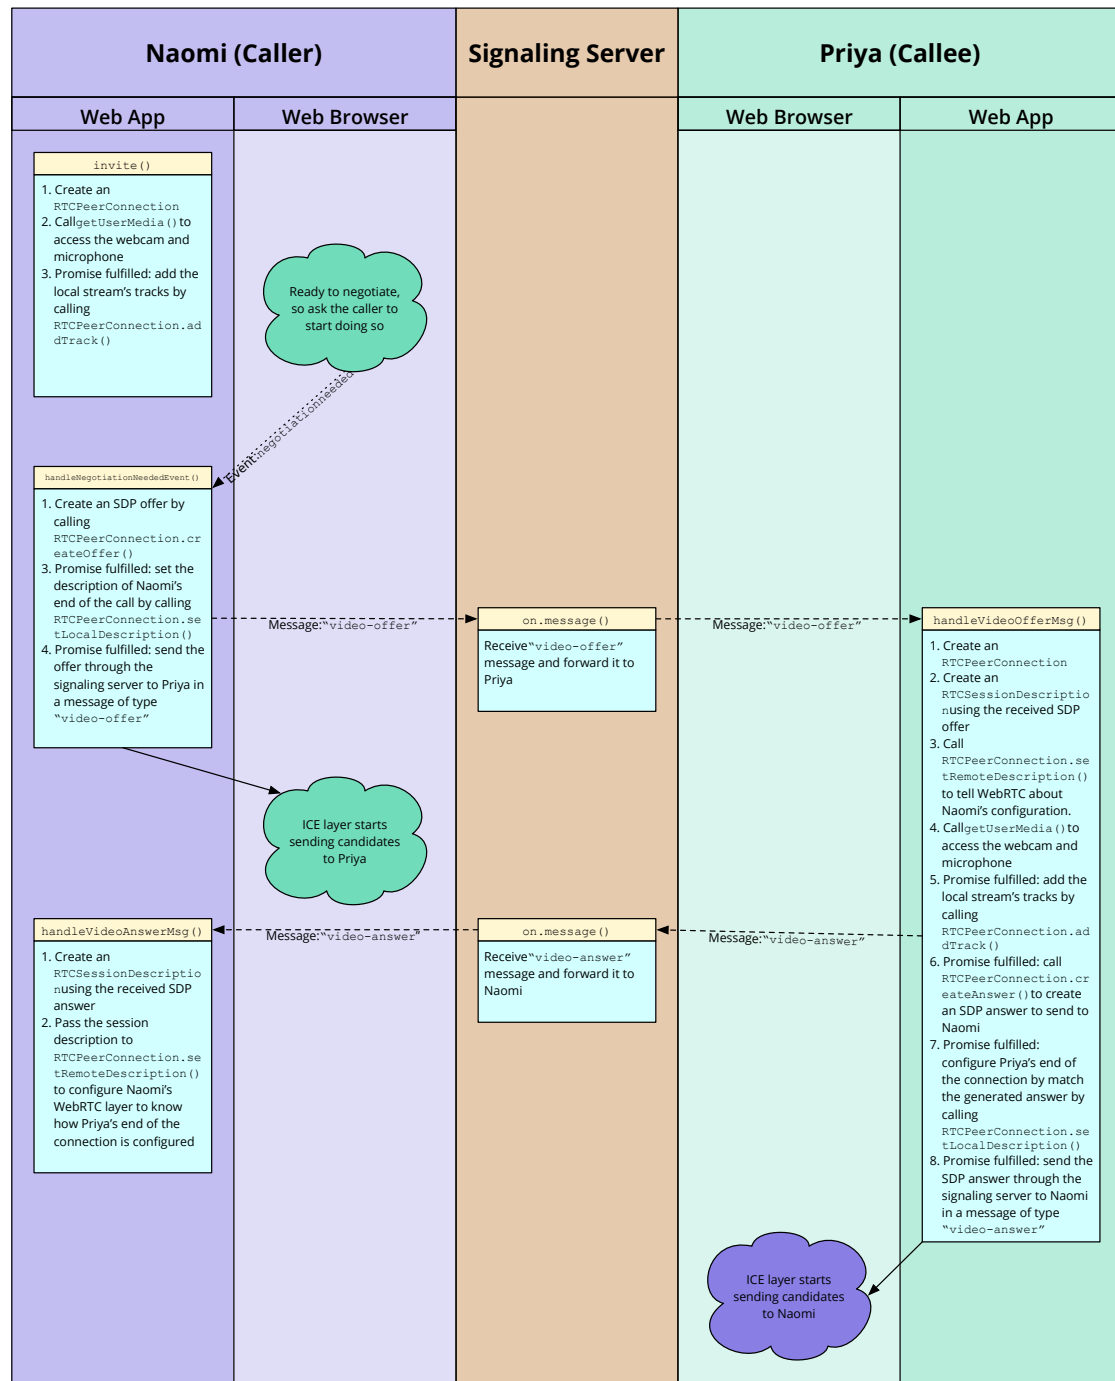 Naomi (Caller)
Signaling Server
Priya (Callee)
Web App
Web Browser
Web Browser
Web App
invite()
1. Create an
RTCPeerConnection
2. Call getUserMedia() to
access the webcam and
microphone
3. Promise fulfilled: add the
local stream’s tracks by
calling
RTCPeerConnection.ad
dTrack()
Ready to negotiate,
so ask the caller to
start doing so
Event: negotiationneeded
handleNegotiationNeededEvent()
1. Create an SDP offer by
calling
RTCPeerConnection.cr
eateOffer()
3. Promise fulfilled: set the
description of Naomi’s
end of the call by calling
RTCPeerConnection.se
tLocalDescription()
4. Promise fulfilled: send the
offer through the
signaling server to Priya in
a message of type
“video-offer”
Message: “video-offer”
on.message()
Receive “video-offer”
message and forward it to
Priya
Message: “video-offer”
handleVideoOfferMsg()
1. Create an
RTCPeerConnection
2. Create an
RTCSessionDescriptio
n using the received SDP
offer
3. Call
RTCPeerConnection.se
tRemoteDescription()
to tell WebRTC about
Naomi’s configuration.
4. Call getUserMedia() to
access the webcam and
microphone
5. Promise fulfilled: add the
local stream’s tracks by
calling
RTCPeerConnection.ad
dTrack()
6. Promise fulfilled: call
RTCPeerConnection.cr
eateAnswer() to create
an SDP answer to send to
Naomi
7. Promise fulfilled:
configure Priya’s end of
the connection by match
the generated answer by
calling
RTCPeerConnection.se
tLocalDescription()
8. Promise fulfilled: send the
SDP answer through the
signaling server to Naomi
in a message of type
“video-answer”
ICE layer starts
sending candidates
to Priya
Message: “video-answer”
on.message()
Receive “video-answer”
message and forward it to
Naomi
Message: “video-answer”
handleVideoAnswerMsg()
1. Create an
RTCSessionDescriptio
n using the received SDP
answer
2. Pass the session
description to
RTCPeerConnection.se
tRemoteDescription()
to configure Naomi’s
WebRTC layer to know
how Priya’s end of the
connection is configured
ICE layer starts
sending candidates
to Naomi